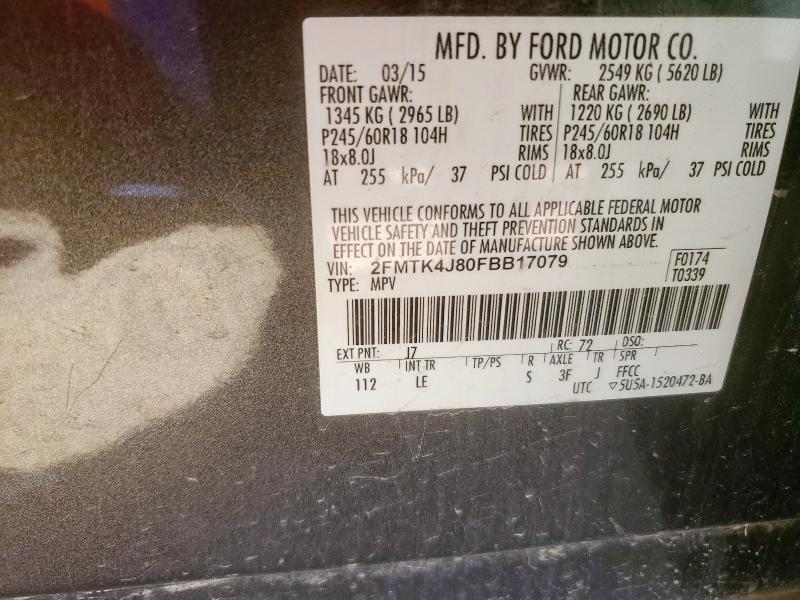 MFD. BY FORD MOTOR CO.
DATE: 03/15 GVWR: 2549 KG ( 5620 LB)
FRONT GAWR: REAR GAWR:
1345 KG ( 2965 LB) WITH 1220 KG ( 2690 LB) WITH
P245/60R18 104H TIRES P245/60R18 104H TIRES
18x8.0J RIMS 18x8.0J RIMS
AT 255 kPa/ 37 PSI COLD AT 255 kPa/ 37 PSI COLD
THIS VEHICLE CONFORMS TO ALL APPLICABLE FEDERAL MOTOR
VEHICLE SAFETY AND THEFT PREVENTION STANDARDS IN
EFFECT ON THE DATE OF MANUFACTURE SHOWN ABOVE.
VIN: 2FMTK4J80FBB17079 F0174
TYPE: MPV T0339
EXT PNT: J7 RC: 72 DSO:
WB INT TR TP/PS R AXLE TR SPR
112 LE S 3F J FFCC
UTC ▽5U5A-1520472-BA